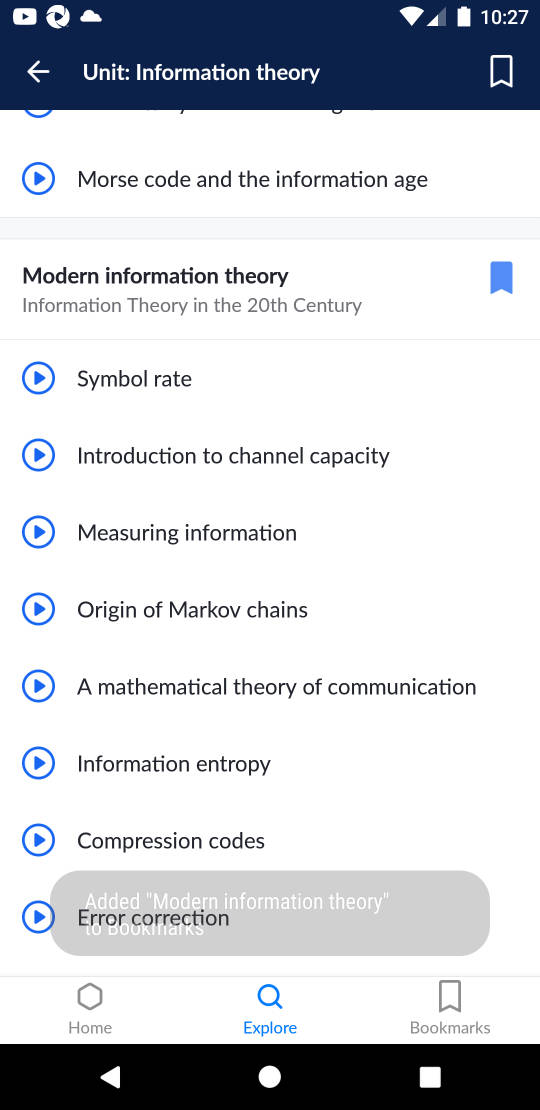 10:27
Unit: Information theory
Morse code and the information age
Modern information theory
Information Theory in the 20th Century
Symbol rate
Introduction to channel capacity
Measuring information
Origin of Markov chains
A mathematical theory of communication
Information entropy
Compression codes
Added "Modern information theory"
to Bookmarks
Error correction
Home
Explore
Bookmarks